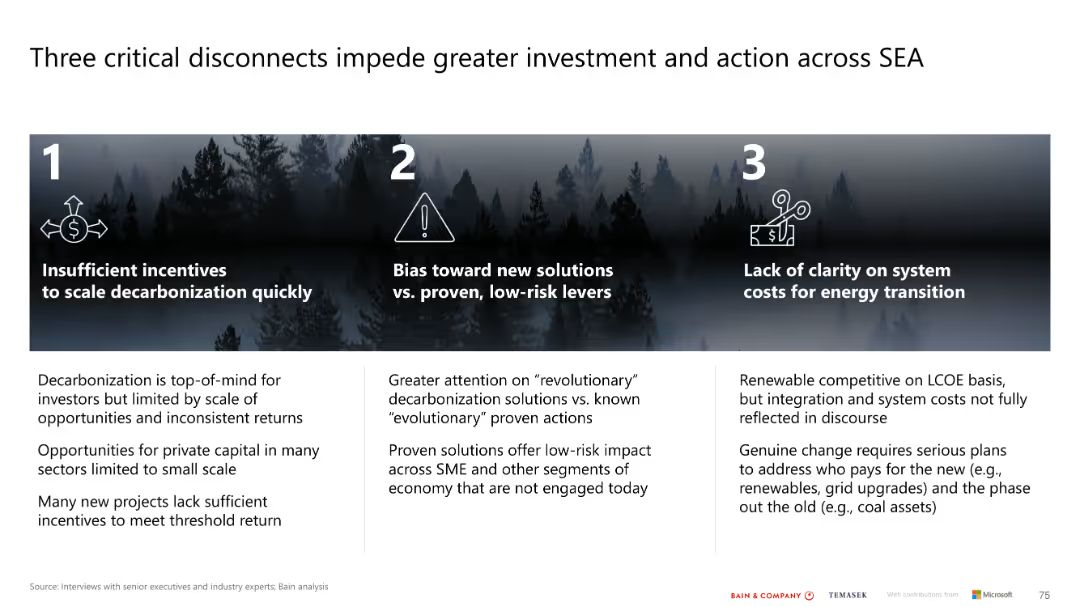 Three critical disconnects impede greater investment and action across SEA
1
Insufficient incentives
to scale decarbonization quickly
2
Bias toward new solutions
vs. proven, low-risk levers
3
Lack of clarity on system
costs for energy transition
Decarbonization is top-of-mind for
investors but limited by scale of
opportunities and inconsistent returns
Opportunities for private capital in many
sectors limited to small scale
Many new projects lack sufficient
incentives to meet threshold return
Greater attention on “revolutionary”
decarbonization solutions vs. known
“evolutionary” proven actions
Proven solutions offer low-risk impact
across SME and other segments of
economy that are not engaged today
Renewable competitive on LCOE basis,
but integration and system costs not fully
reflected in discourse
Genuine change requires serious plans
to address who pays for the new (e.g.,
renewables, grid upgrades) and the phase
out the old (e.g., coal assets)
Source: Interviews with senior executives and industry experts; Bain analysis
BAIN & COMPANY TEMASEK With contributions from Microsoft 75